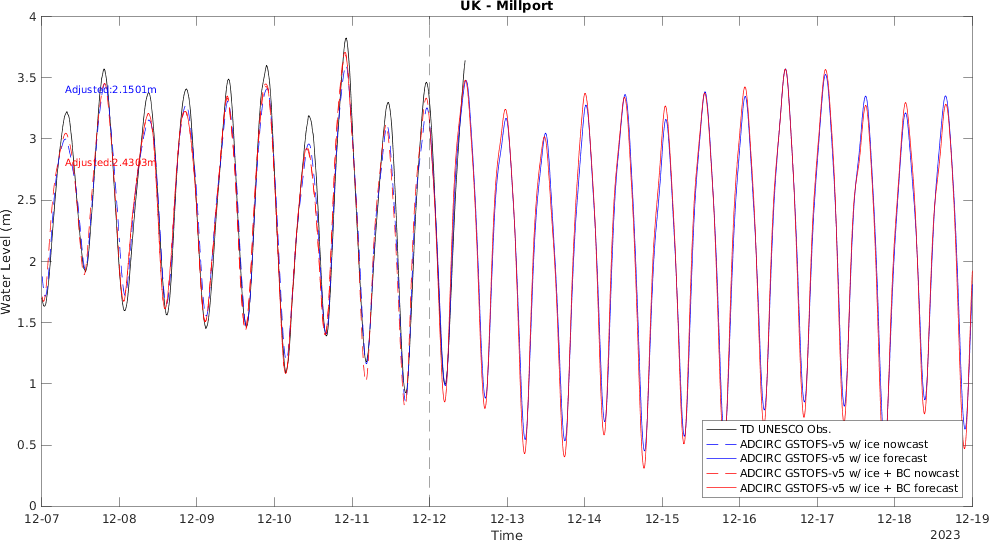 UK - Millport
4
3.5
3
2.5
2
1.5
1
0.5
0
Water Level (m)
Adjusted:2.1501m
Adjusted:2.4303m
TD UNESCO Obs.
ADCIRC GSTOFS-v5 w/ ice nowcast
ADCIRC GSTOFS-v5 w/ ice forecast
ADCIRC GSTOFS-v5 w/ ice + BC nowcast
ADCIRC GSTOFS-v5 w/ ice + BC forecast
12-07 12-08 12-09 12-10 12-11 12-12 12-13 12-14 12-15 12-16 12-17 12-18 12-19
Time
2023